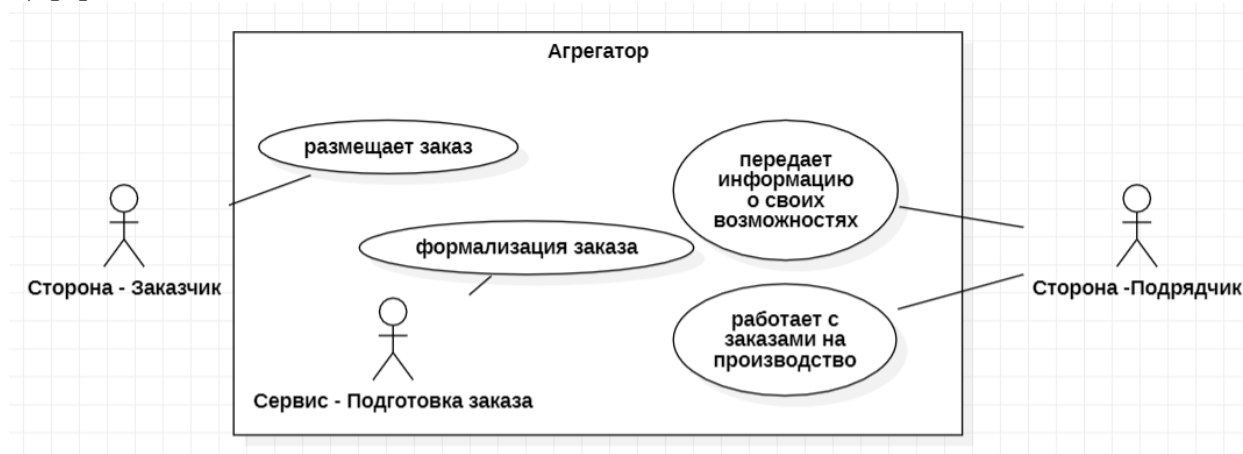 Агрегатор
размещает заказ
передает
информацию
о своих
возможностях
формализация заказа
Сторона - Заказчик
Сторона -Подрядчик
работает с
заказами на
производство
Сервис - Подготовка заказа